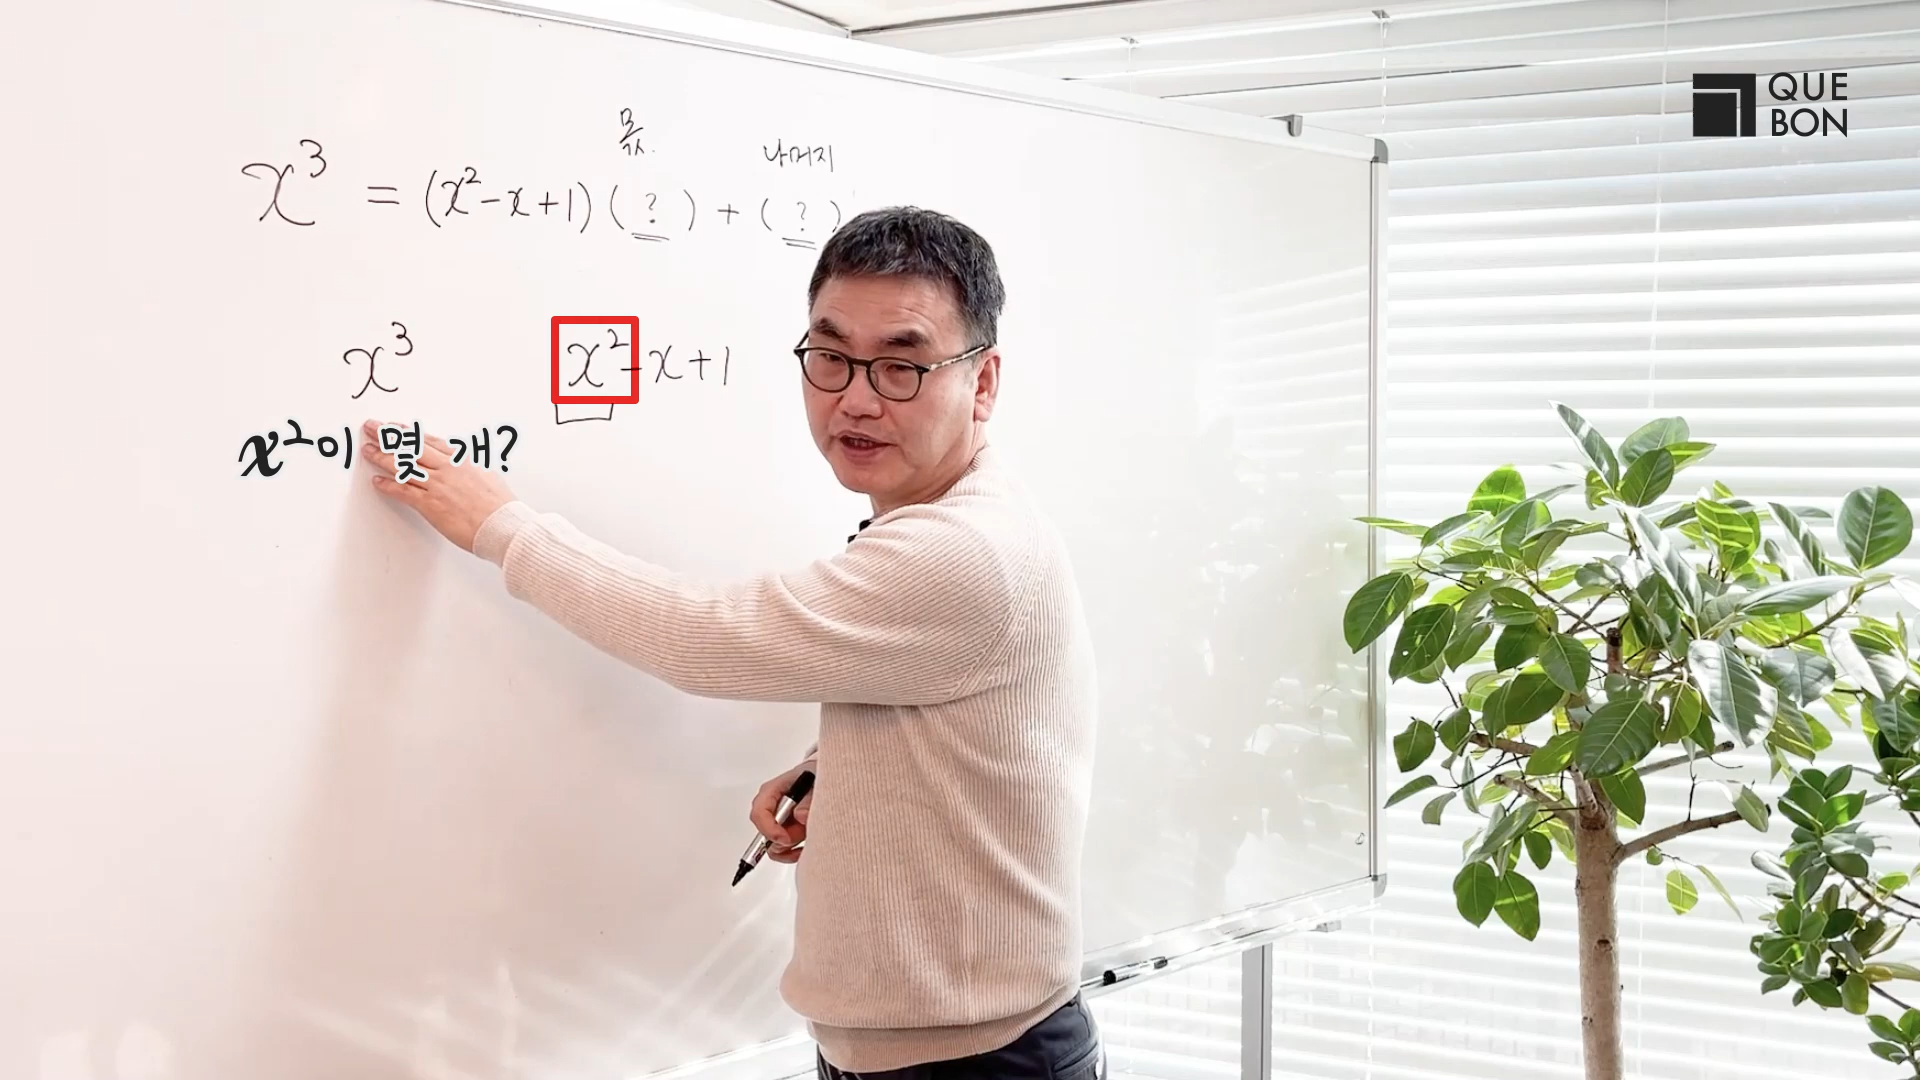 몫.
나머지
x³ = (x²-x+1)(?) + (?)
x³
x²-x+1
x²이 몇 개?
QUE
BON